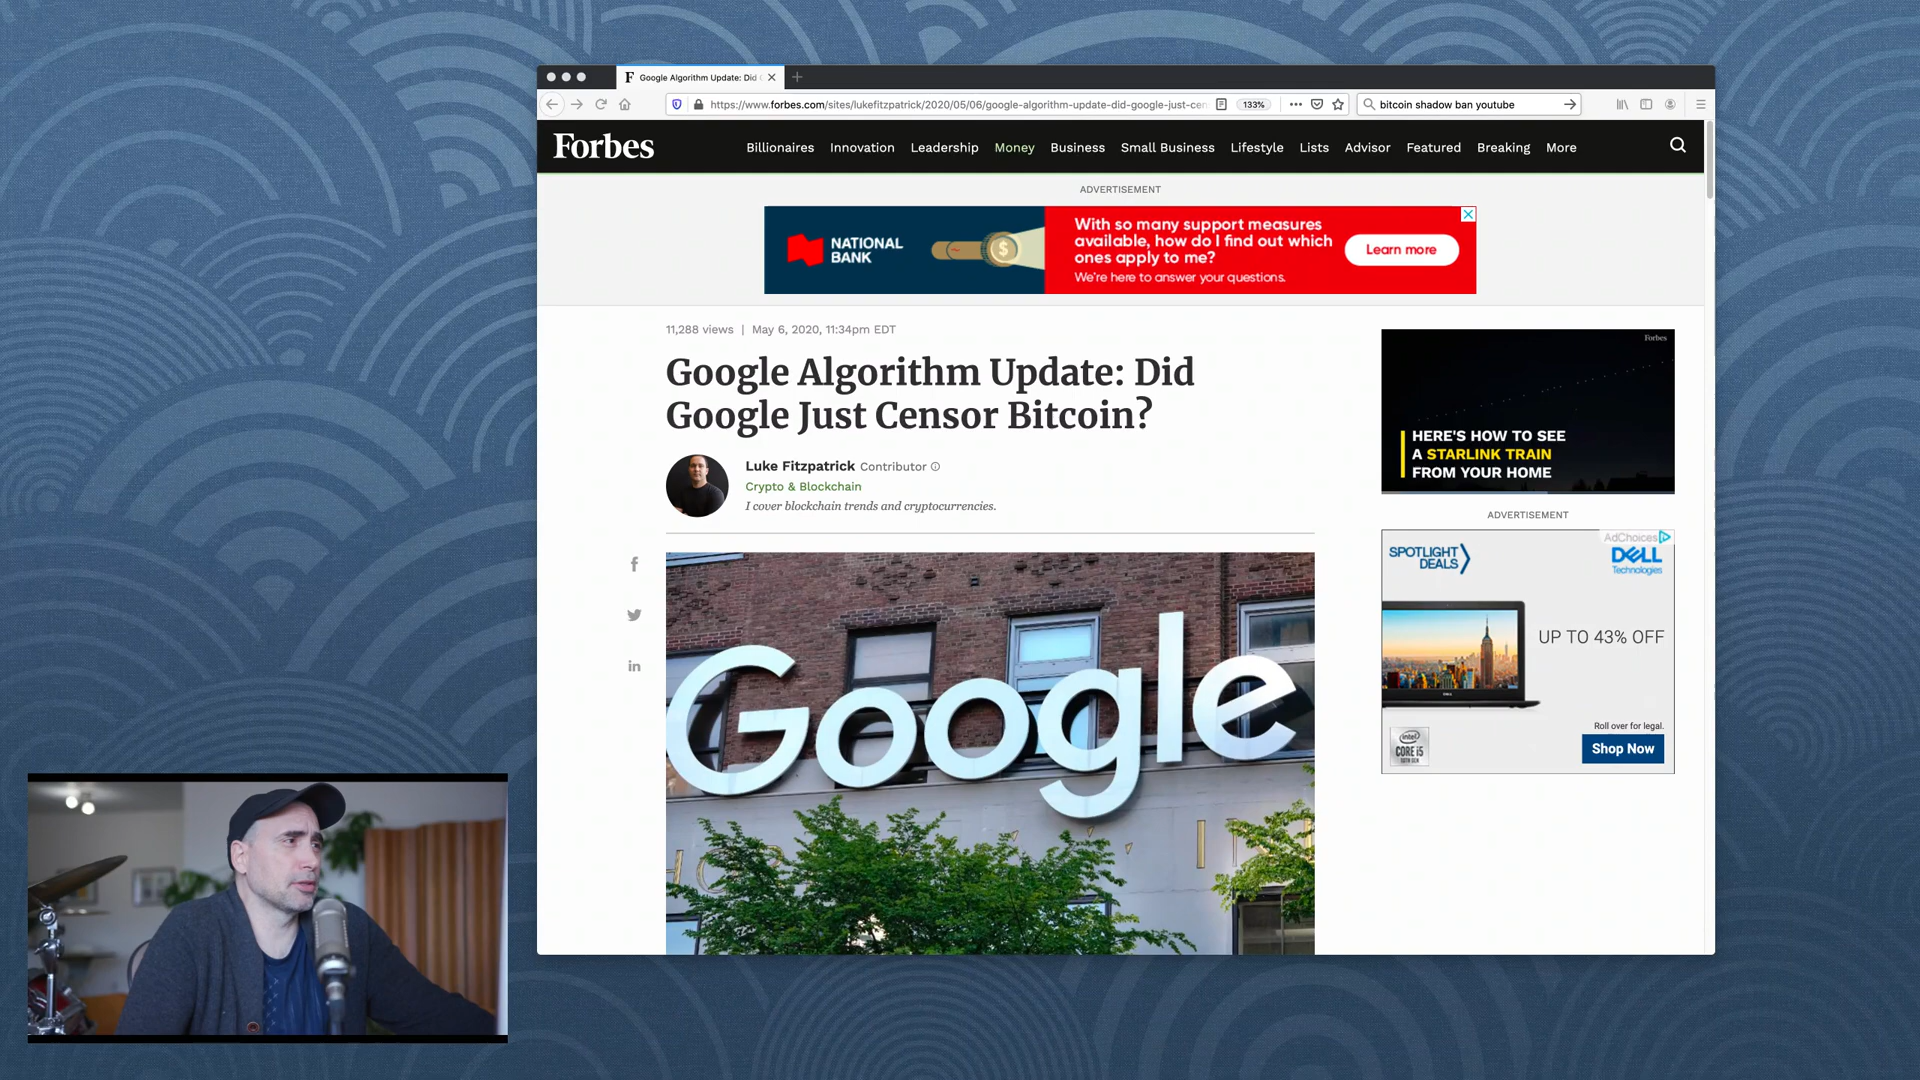 F Google Algorithm Update: Did
https://www.forbes.com/sites/lukefitzpatrick/2020/05/06/google-algorithm-update-did-google-just-cen
133%
bitcoin shadow ban youtube
Forbes
Billionaires Innovation Leadership Money Business Small Business Lifestyle Lists Advisor Featured Breaking More
ADVERTISEMENT
NATIONAL
BANK
With so many support measures
available, how do I find out which
ones apply to me?
We're here to answer your questions.
Learn more
11,288 views | May 6, 2020, 11:34pm EDT
Google Algorithm Update: Did
Google Just Censor Bitcoin?
Luke Fitzpatrick Contributor
Crypto & Blockchain
I cover blockchain trends and cryptocurrencies.
f
in
Google
Forbes
HERE'S HOW TO SEE
A STARLINK TRAIN
FROM YOUR HOME
ADVERTISEMENT
AdChoices
SPOTLIGHT
DEALS
DELL
Technologies
UP TO 43% OFF
DELL
Roll over for legal.
intel
CORE i5
10TH GEN
Shop Now